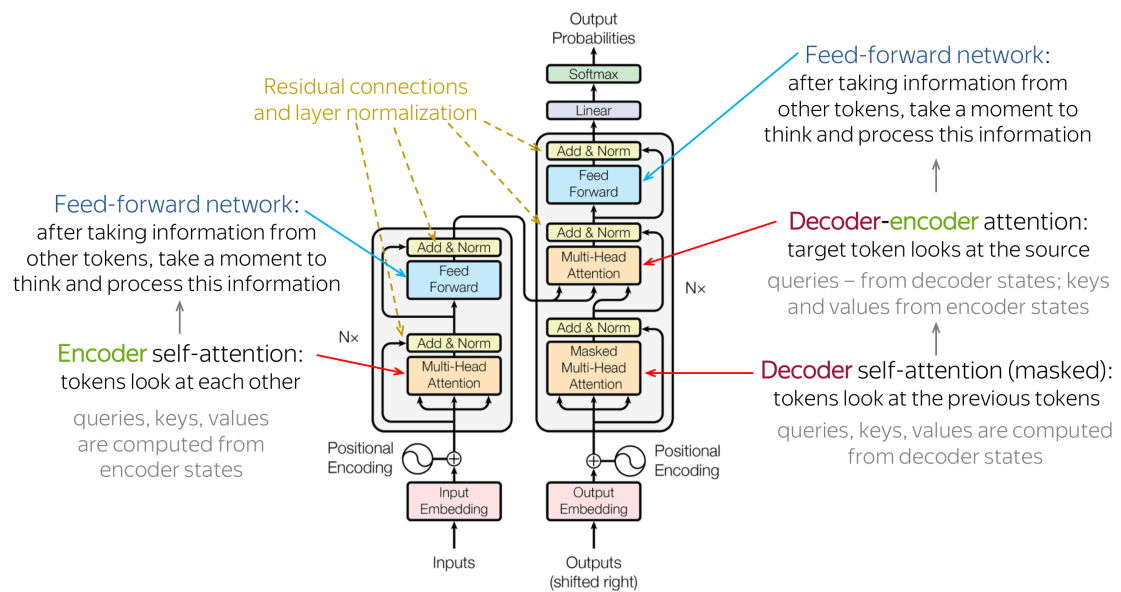 Output
Probabilities
Softmax
Linear
Add & Norm
Feed
Forward
Add & Norm
Multi-Head
Attention
Add & Norm
Masked
Multi-Head
Attention
N×
Positional
Encoding
Output
Embedding
Outputs
(shifted right)
Residual connections
and layer normalization
Add & Norm
Feed
Forward
Add & Norm
Multi-Head
Attention
N×
Positional
Encoding
Input
Embedding
Inputs
Feed-forward network:
after taking information from
other tokens, take a moment to
think and process this information
Encoder self-attention:
tokens look at each other
queries, keys, values
are computed from
encoder states
Feed-forward network:
after taking information from
other tokens, take a moment to
think and process this information
Decoder-encoder attention:
target token looks at the source
queries – from decoder states; keys
and values from encoder states
Decoder self-attention (masked):
tokens look at the previous tokens
queries, keys, values are computed
from decoder states